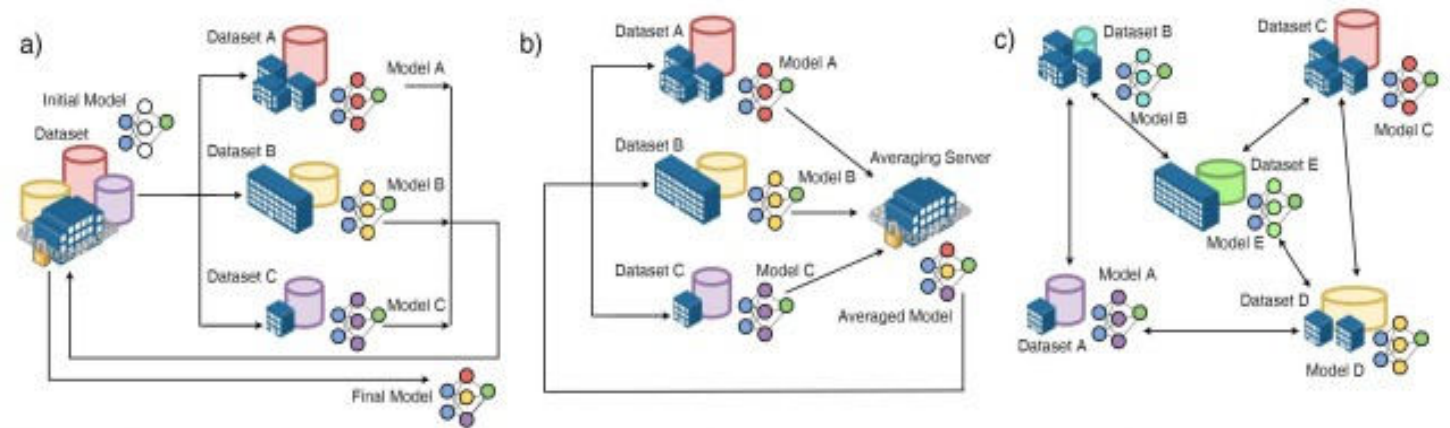 a)
Initial Model
Dataset
Dataset A
Model A
Dataset B
Model B
Dataset C
Model C
Final Model
b)
Dataset A
Model A
Dataset B
Model B
Dataset C
Model C
Averaging Server
Averaged Model
c)
Dataset B
Model B
Dataset C
Model C
Dataset E
Model E
Model A
Dataset A
Dataset D
Model D